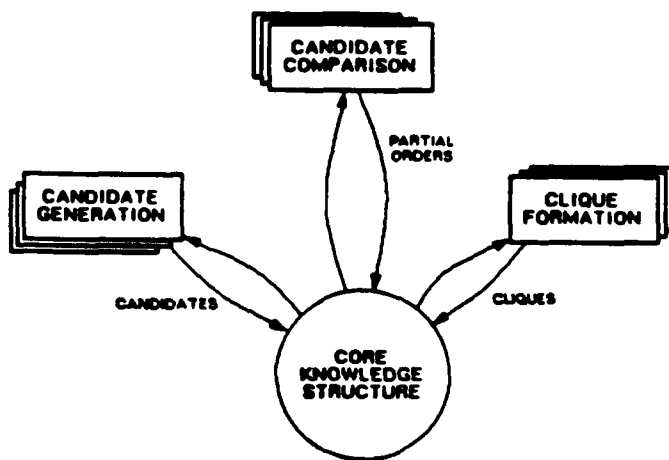 CANDIDATE
COMPARISON
PARTIAL
ORDERS
CANDIDATE
GENERATION
CLIQUE
FORMATION
CANDIDATES
CLIQUES
CORE
KNOWLEDGE
STRUCTURE